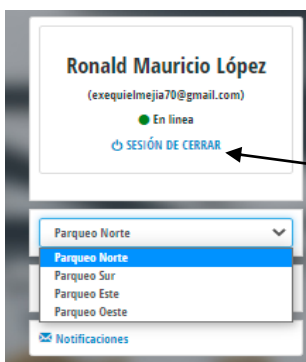 Ronald Mauricio López
(exequielmejia70@gmail.com)
En linea
SESIÓN DE CERRAR
Parqueo Norte
Parqueo Norte
Parqueo Sur
Parqueo Este
Parqueo Oeste
Notificaciones